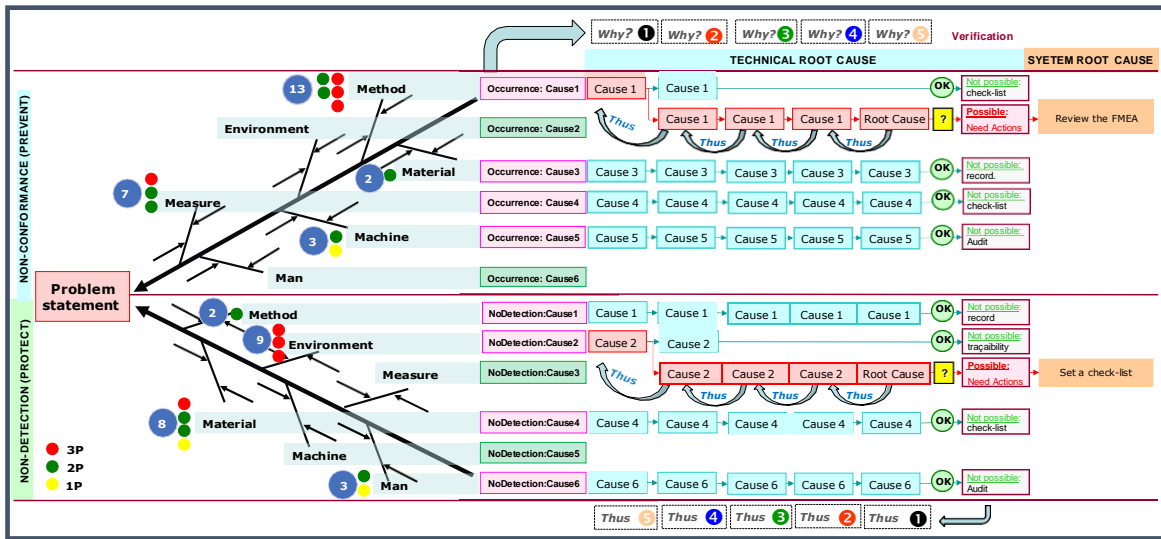 Why? 1 Why? 2 Why? 3 Why? 4 Why? 5 Verification
TECHNICAL ROOT CAUSE SYETEM ROOT CAUSE
NON-CONFORMANCE (PREVENT)
13 Method Occurrence: Cause1 Cause 1 Cause 1 OK Not possible:
check-list
Environment Occurrence: Cause2 Thus Cause 1 Cause 1 Cause 1 Root Cause ? Possible:
Need Actions
Review the FMEA
Thus Thus Thus
2 Material Occurrence: Cause3 Cause 3 Cause 3 Cause 3 Cause 3 Cause 3 OK Not possible:
record.
7 Measure Occurrence: Cause4 Cause 4 Cause 4 Cause 4 Cause 4 Cause 4 OK Not possible:
check-list
3 Machine Occurrence: Cause5 Cause 5 Cause 5 Cause 5 Cause 5 Cause 5 OK Not possible:
Audit
Man Occurrence: Cause6
Problem
statement
NON-DETECTION (PROTECT)
2 Method NoDetection:Cause1 Cause 1 Cause 1 Cause 1 Cause 1 Cause 1 OK Not possible:
record
9 Environment NoDetection:Cause2 Cause 2 Cause 2 OK Not possible:
traçaibility
Measure NoDetection:Cause3 Thus Cause 2 Cause 2 Cause 2 Root Cause ? Possible:
Need Actions
Set a check-list
Thus Thus Thus
8 Material NoDetection:Cause4 Cause 4 Cause 4 Cause 4 Cause 4 Cause 4 OK Not possible:
check-list
Machine NoDetection:Cause5
3 Man NoDetection:Cause6 Cause 6 Cause 6 Cause 6 Cause 6 Cause 6 OK Not possible:
Audit
3P
2P
1P
Thus 5 Thus 4 Thus 3 Thus 2 Thus 1